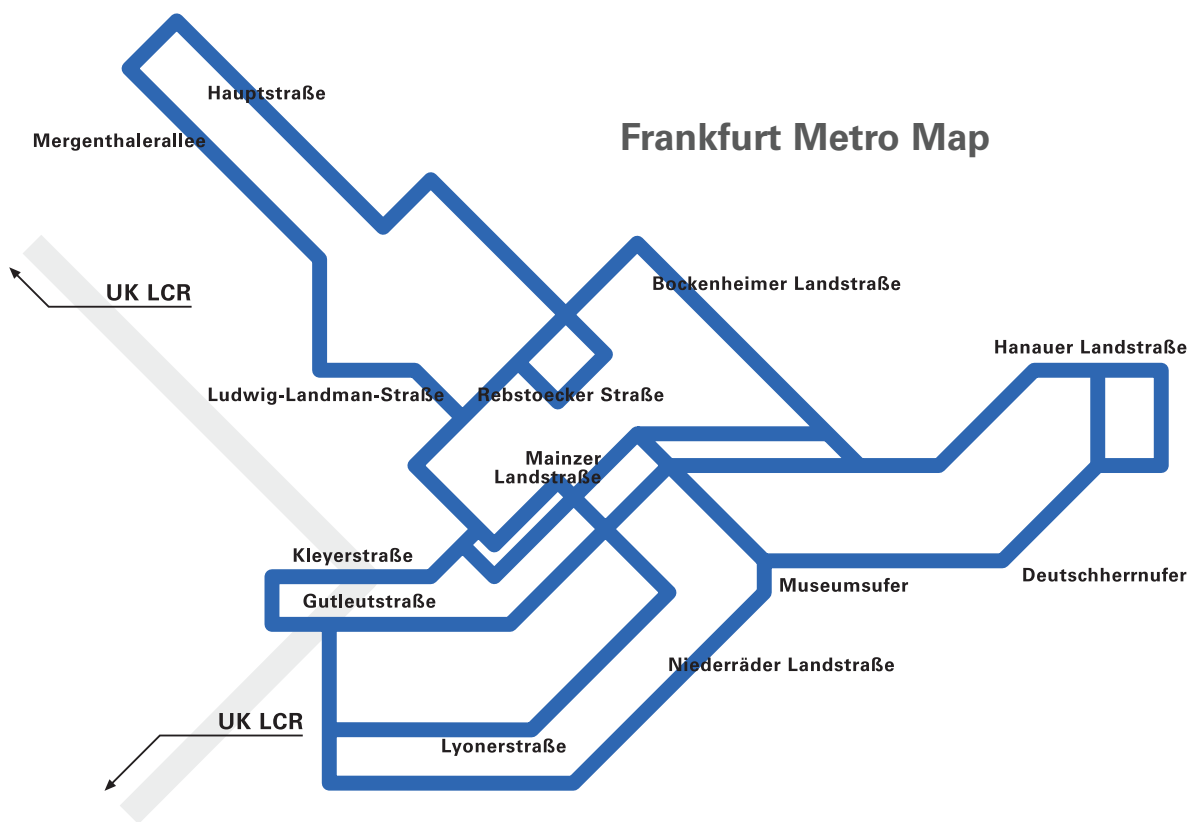 Hauptstraße
Frankfurt Metro Map
Mergenthalerallee
UK LCR
Bockenheimer Landstraße
Hanauer Landstraße
Ludwig-Landman-Straße
Rebstoecker Straße
Mainzer
Landstraße
Kleyerstraße
Gutleutstraße
Museumsufer
Deutschherrnufer
Niederräder Landstraße
UK LCR
Lyonerstraße